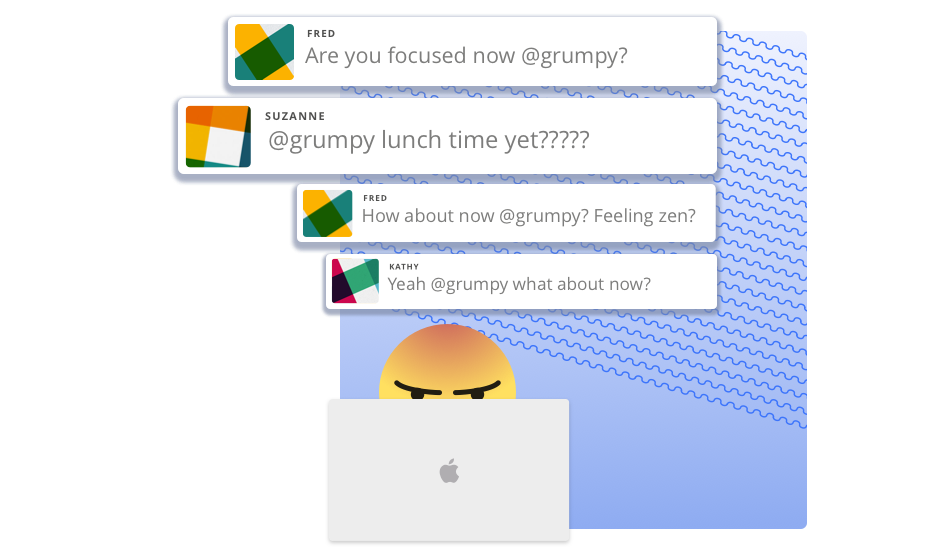 FRED
Are you focused now @grumpy?
SUZANNE
@grumpy lunch time yet?????
FRED
How about now @grumpy? Feeling zen?
KATHY
Yeah @grumpy what about now?